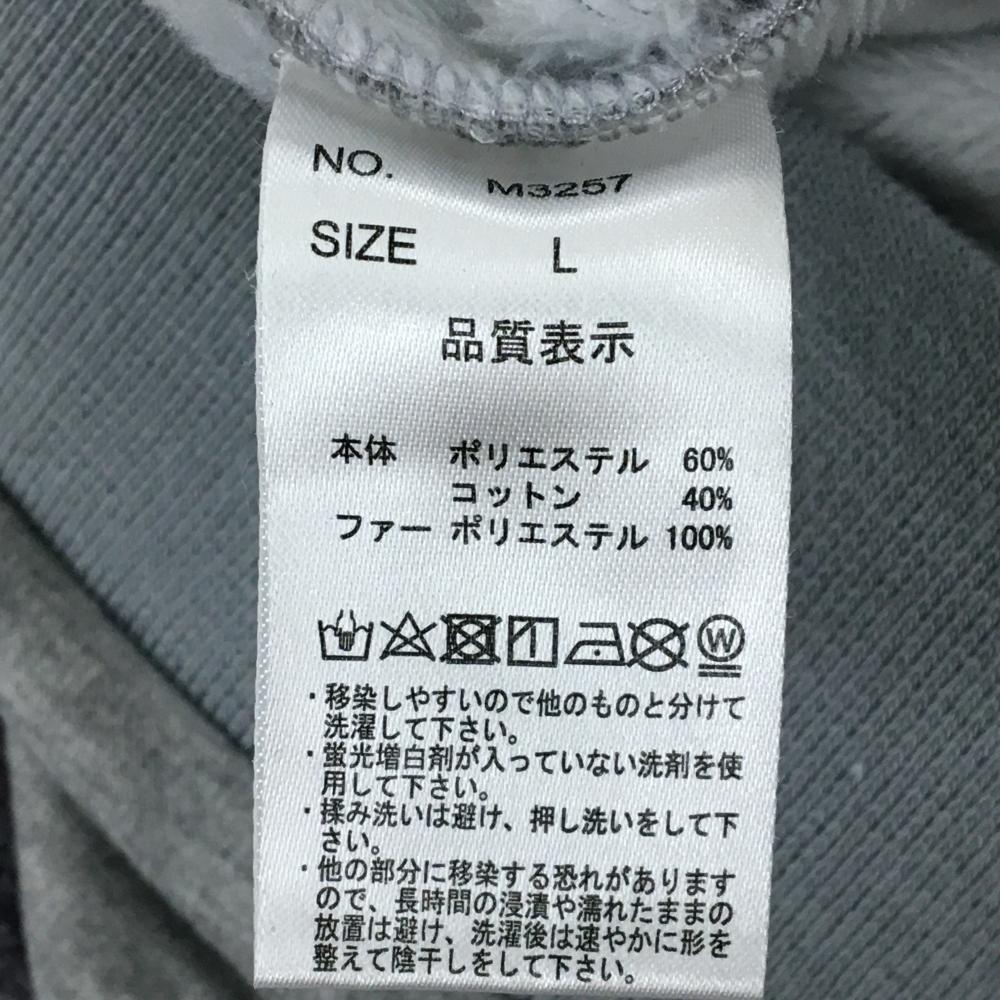 NO. M3257
SIZE L
品質表示
本体 ポリエステル 60%
コットン 40%
ファー ポリエステル 100%
W
・移染しやすいので他のものと分けて
洗濯して下さい。
・蛍光増白剤が入っていない洗剤を使
用して下さい。
・揉み洗いは避け、押し洗いをして下
さい。
・他の部分に移染する恐れがあります
ので、長時間の浸漬や濡れたままの
放置は避け、洗濯後は速やかに形を
整えて陰干しをして下さい。